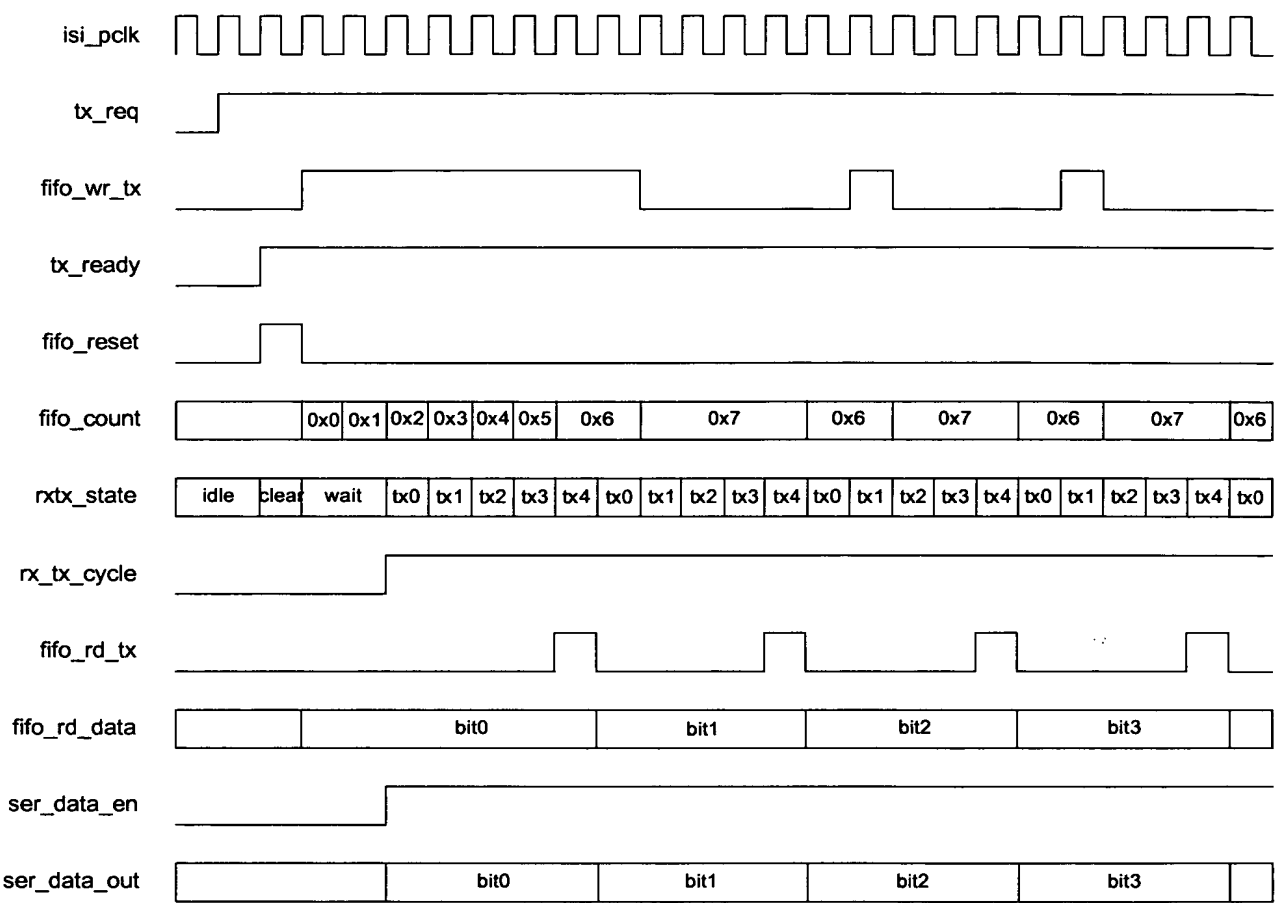 isi_pclk
tx_req
fifo_wr_tx
tx_ready
fifo_reset
fifo_count 0x0 0x1 0x2 0x3 0x4 0x5 0x6 0x7 0x6 0x7 0x6 0x7 0x6
rxtx_state idle clear wait tx0 tx1 tx2 tx3 tx4 tx0 tx1 tx2 tx3 tx4 tx0 tx1 tx2 tx3 tx4 tx0 tx1 tx2 tx3 tx4 tx0
rx_tx_cycle
fifo_rd_tx
fifo_rd_data bit0 bit1 bit2 bit3
ser_data_en
ser_data_out bit0 bit1 bit2 bit3